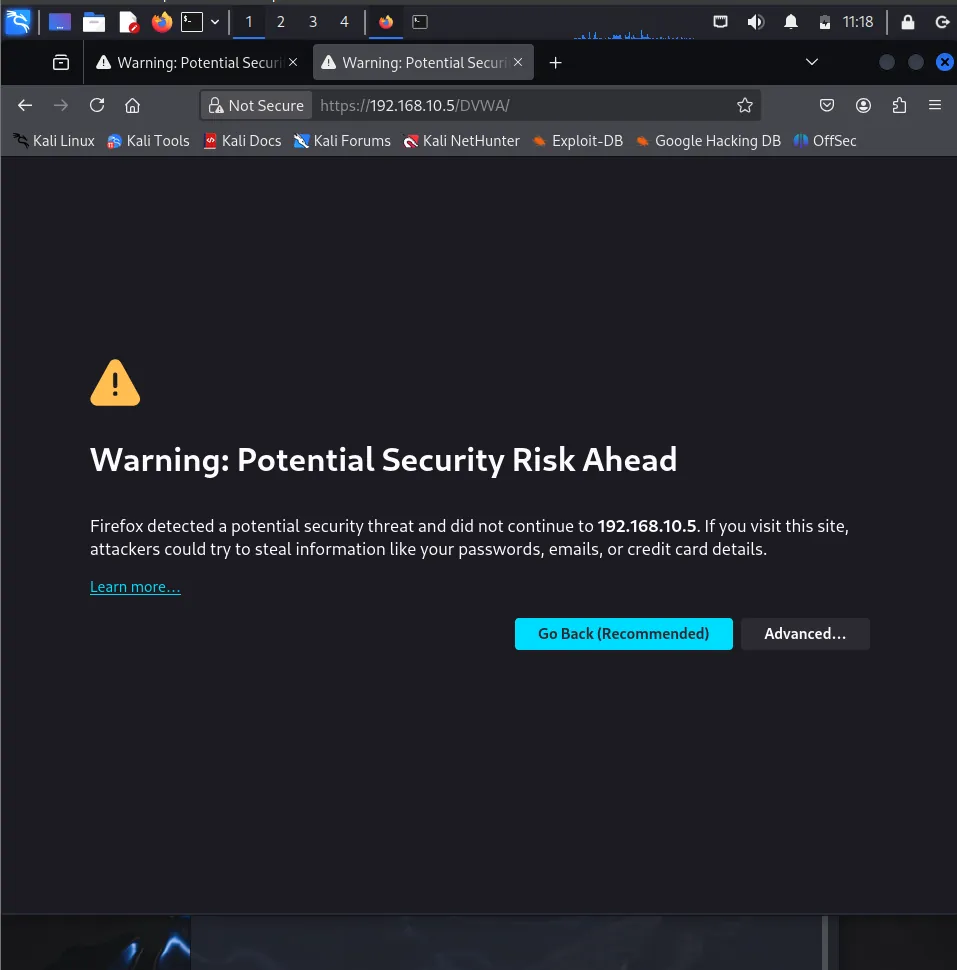 1 2 3 4 11:18
Warning: Potential Securi Warning: Potential Securi
Not Secure https://192.168.10.5/DVWA/
Kali Linux Kali Tools Kali Docs Kali Forums Kali NetHunter Exploit-DB Google Hacking DB OffSec
Warning: Potential Security Risk Ahead
Firefox detected a potential security threat and did not continue to 192.168.10.5. If you visit this site,
attackers could try to steal information like your passwords, emails, or credit card details.
Learn more…
Go Back (Recommended) Advanced…